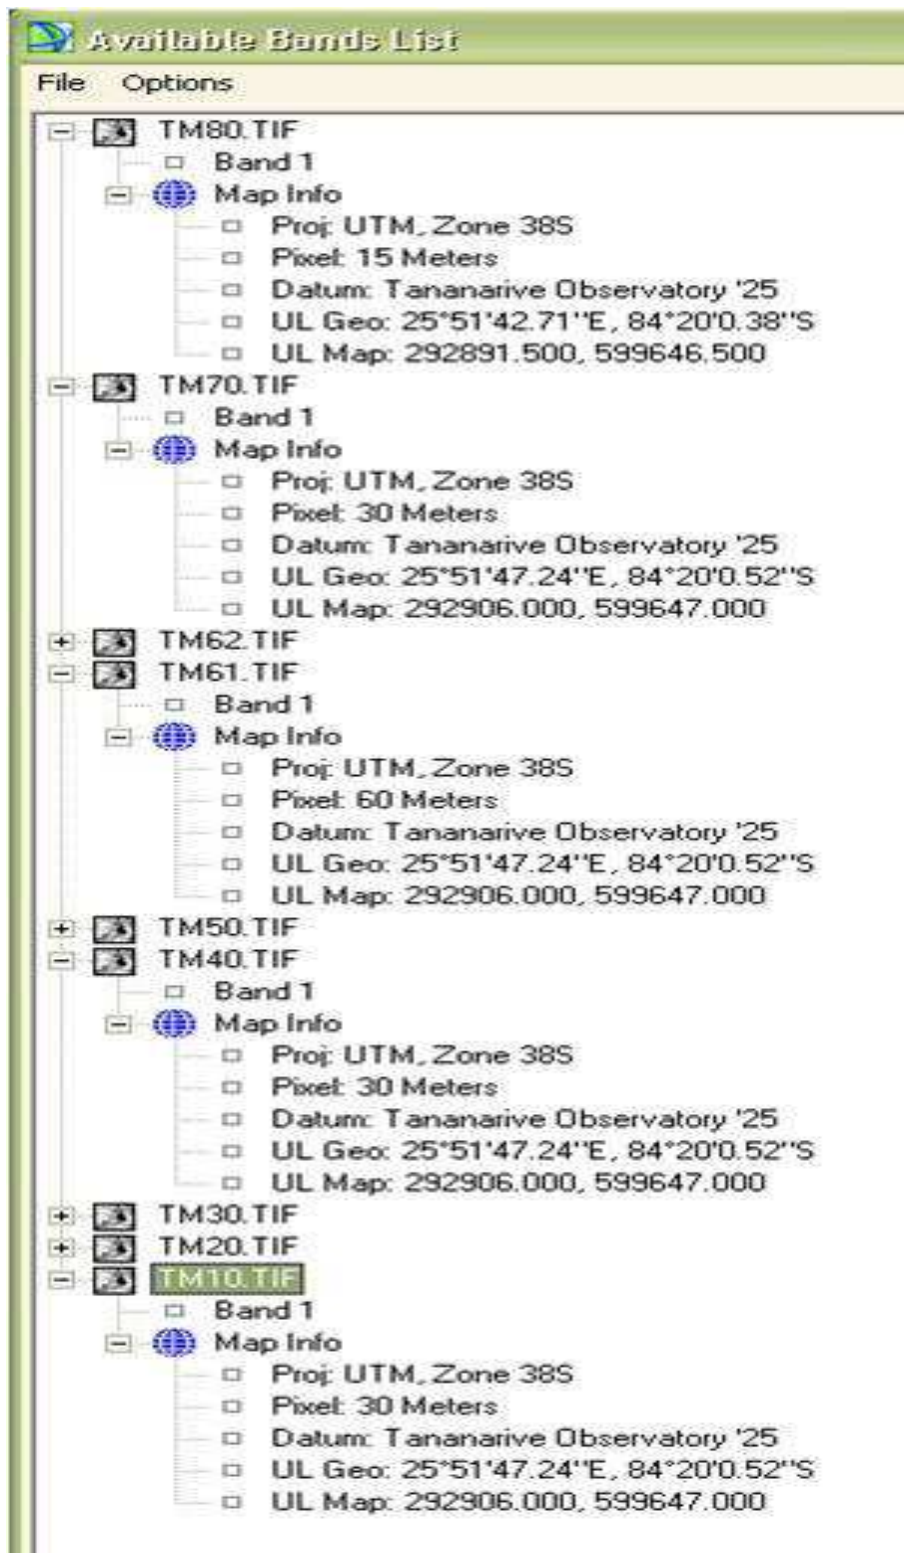 Available Bands List
File Options
TM80.TIF
Band 1
Map Info
Proj: UTM, Zone 38S
Pixel: 15 Meters
Datum: Tananarive Observatory '25
UL Geo: 25°51'42.71''E, 84°20'0.38''S
UL Map: 292891.500, 599646.500
TM70.TIF
Band 1
Map Info
Proj: UTM, Zone 38S
Pixel: 30 Meters
Datum: Tananarive Observatory '25
UL Geo: 25°51'47.24''E, 84°20'0.52''S
UL Map: 292906.000, 599647.000
TM62.TIF
TM61.TIF
Band 1
Map Info
Proj: UTM, Zone 38S
Pixel: 60 Meters
Datum: Tananarive Observatory '25
UL Geo: 25°51'47.24''E, 84°20'0.52''S
UL Map: 292906.000, 599647.000
TM50.TIF
TM40.TIF
Band 1
Map Info
Proj: UTM, Zone 38S
Pixel: 30 Meters
Datum: Tananarive Observatory '25
UL Geo: 25°51'47.24''E, 84°20'0.52''S
UL Map: 292906.000, 599647.000
TM30.TIF
TM20.TIF
TM10.TIF
Band 1
Map Info
Proj: UTM, Zone 38S
Pixel: 30 Meters
Datum: Tananarive Observatory '25
UL Geo: 25°51'47.24''E, 84°20'0.52''S
UL Map: 292906.000, 599647.000